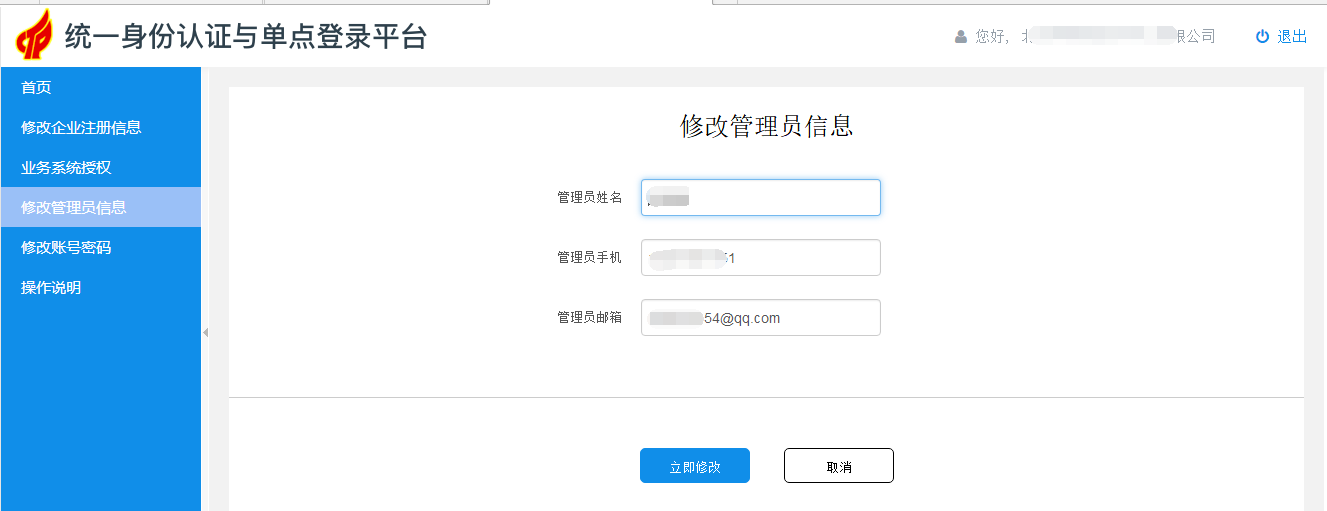 统一身份认证与单点登录平台
您好，北
限公司
退出
首页
修改企业注册信息
业务系统授权
修改管理员信息
修改账号密码
操作说明
修改管理员信息
管理员姓名
管理员手机
51
管理员邮箱
54@qq.com
立即修改
取消